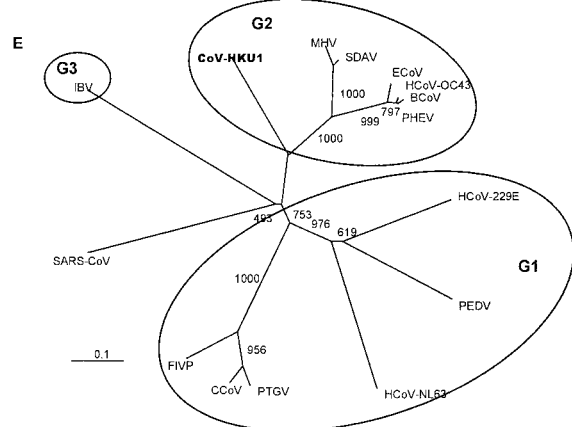 E
G2
MHV
SDAV
CoV-HKU1
G3
IBV
ECoV
HCoV-OC43
BCoV
PHEV
1000
797
999
1000
HCoV-229E
493
753
976
619
SARS-CoV
G1
1000
PEDV
0.1
956
FIVP
CCoV
PTGV
HCoV-NL63